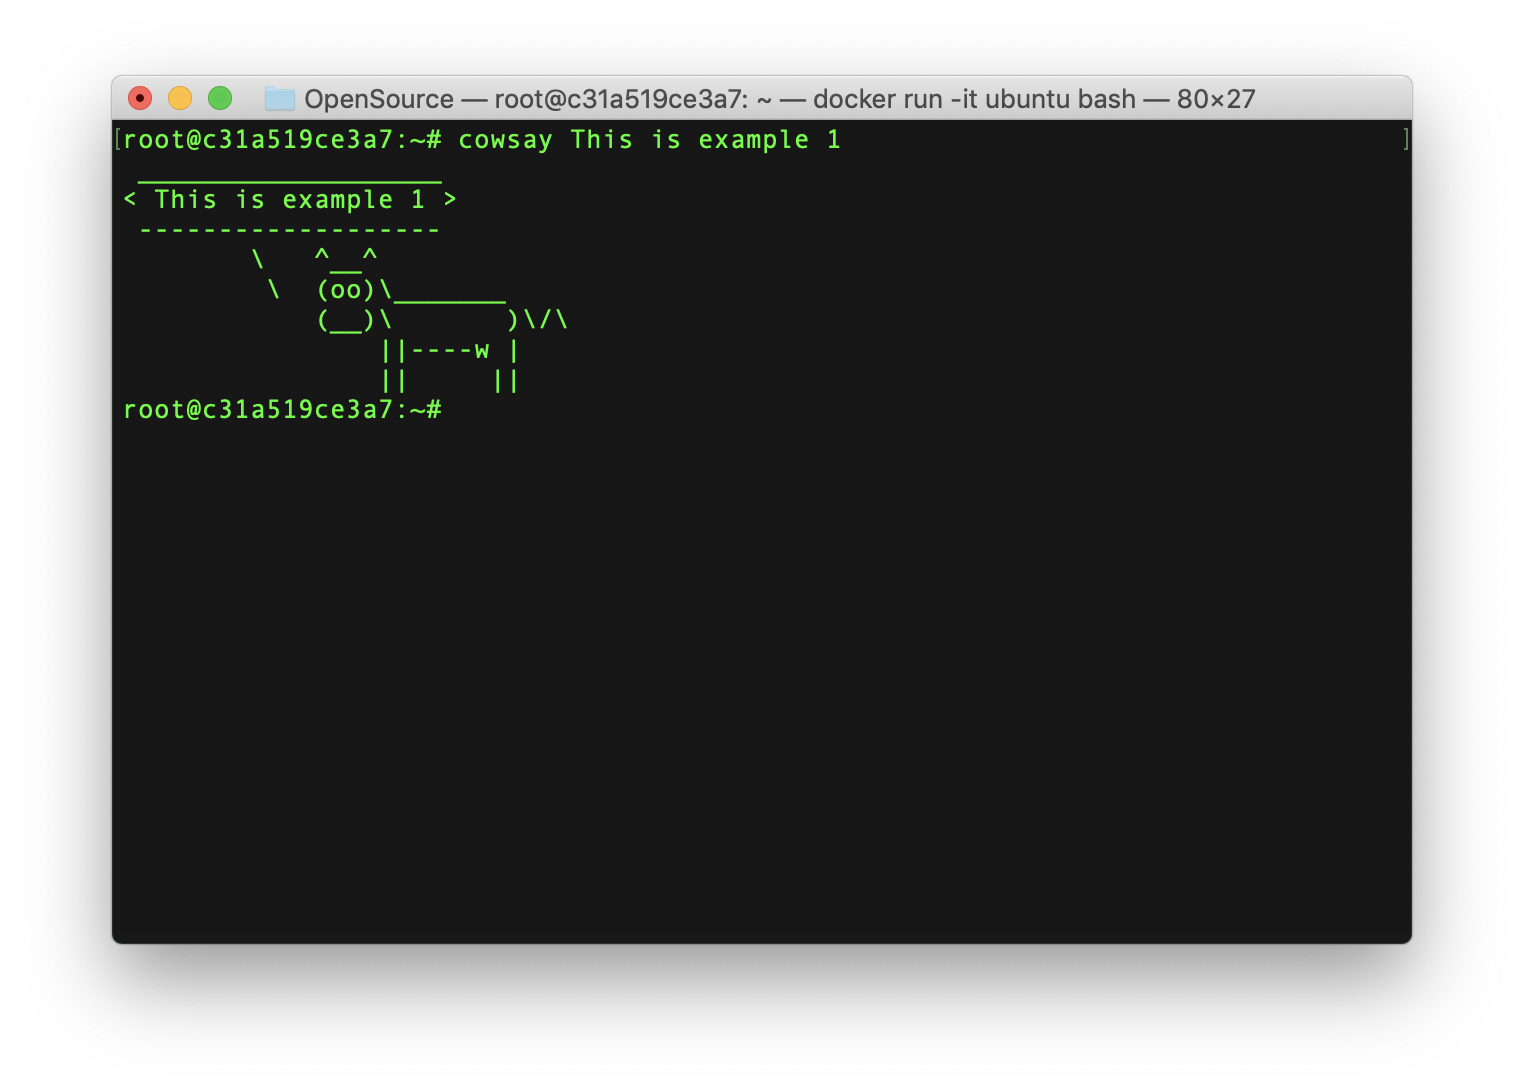 OpenSource — root@c31a519ce3a7: ~ — docker run -it ubuntu bash — 80×27
[root@c31a519ce3a7:~# cowsay This is example 1 ]
 ___________________
< This is example 1 >
 -------------------
        \   ^__^
         \  (oo)\_______
            (__)\       )\/\
                ||----w |
                ||     ||
root@c31a519ce3a7:~#